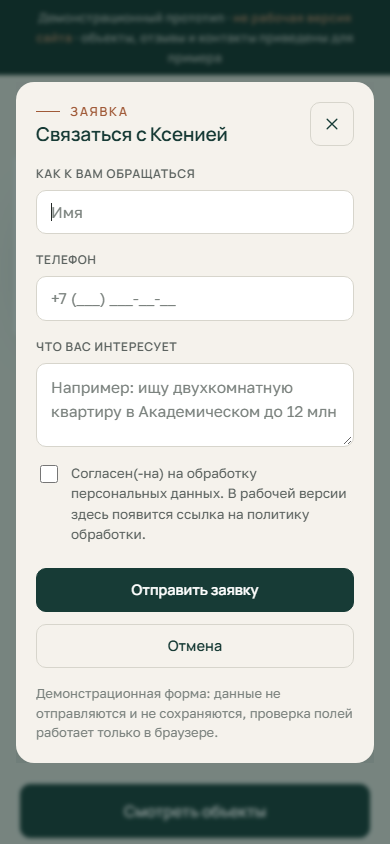 Демонстрационный прототип · не рабочая версия
сайта · объекты, отзывы и контакты приведены для
примера
ЗАЯВКА
Связаться с Ксенией
КАК К ВАМ ОБРАЩАТЬСЯ
Имя
ТЕЛЕФОН
+7 (___) ___-__-__
ЧТО ВАС ИНТЕРЕСУЕТ
Например: ищу двухкомнатную
квартиру в Академическом до 12 млн
Согласен(-на) на обработку
персональных данных. В рабочей версии
здесь появится ссылка на политику
обработки.
Отправить заявку
Отмена
Демонстрационная форма: данные не
отправляются и не сохраняются, проверка полей
работает только в браузере.
Смотреть объекты